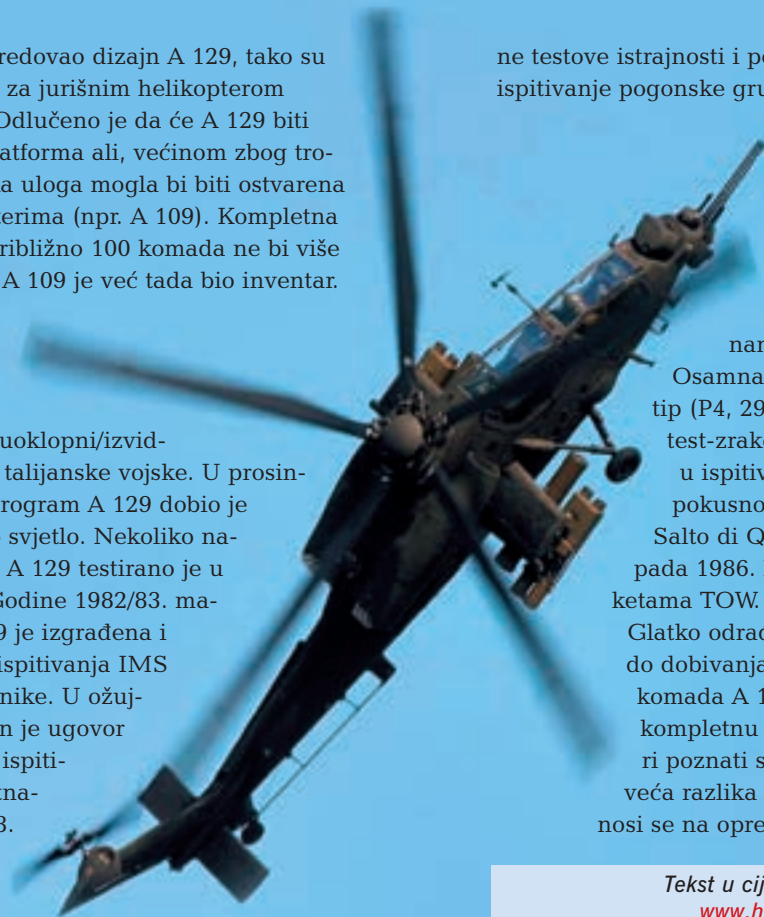 redovao dizajn A 129, tako su
za jurišnim helikopterom
Odlučeno je da će A 129 biti
atforma ali, većinom zbog tro-
a uloga mogla bi biti ostvarena
terima (npr. A 109). Kompletna
ribližno 100 komada ne bi više
A 109 je već tada bio inventar.
uoklopni/izvid-
talijanske vojske. U prosin-
rogram A 129 dobio je
svjetlo. Nekoliko na-
A 129 testirano je u
Godine 1982/83. ma-
9 je izgrađena i
ispitivanja IMS
nike. U ožuj-
n je ugovor
ispiti-
tna-
3.
ne testove istrajnosti i po
ispitivanje pogonske gru
nar
Osamna
tip (P4, 29
test-zrako
u ispitiv
pokusno
Salto di Q
pada 1986.
ketama TOW.
Glatko odrađ
do dobivanja
komada A 1
kompletnu
ri poznati s
veća razlika
nosi se na opre
Tekst u cij
www.h